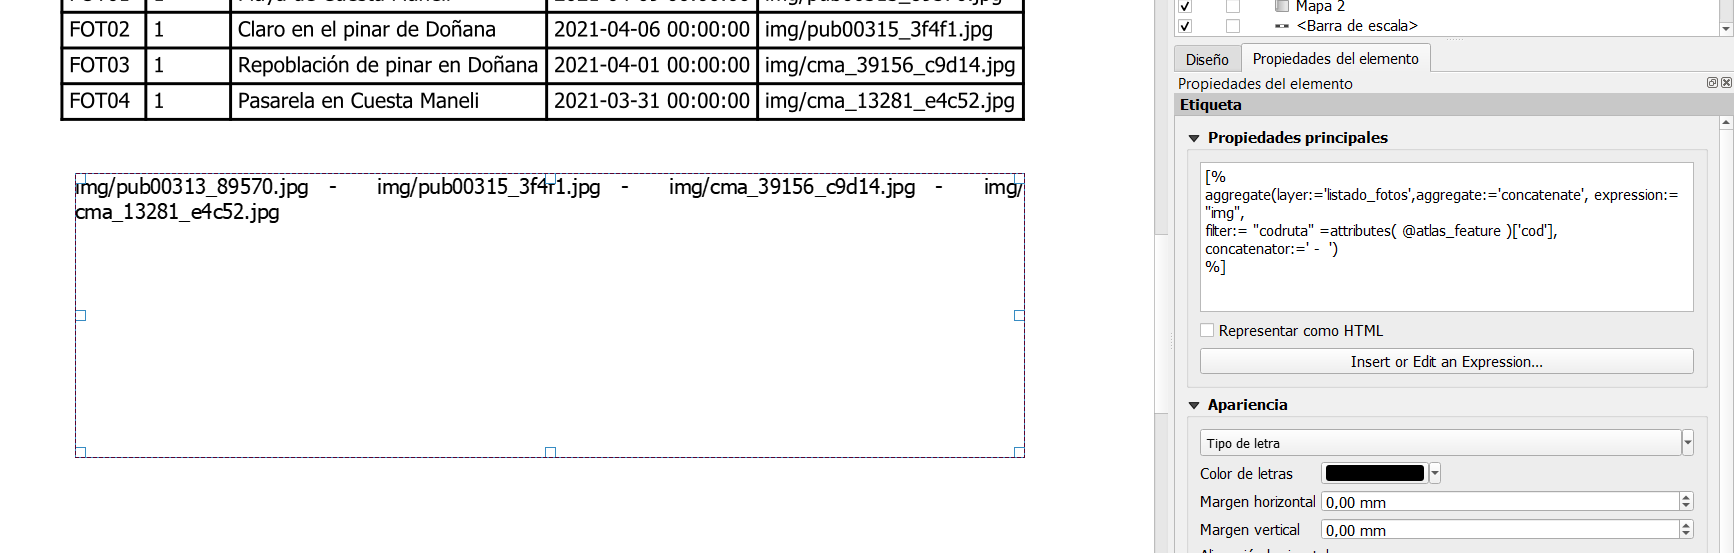 FOT02 1 Claro en el pinar de Doñana 2021-04-06 00:00:00 img/pub00315_3f4f1.jpg
FOT03 1 Repoblación de pinar en Doñana 2021-04-01 00:00:00 img/cma_39156_c9d14.jpg
FOT04 1 Pasarela en Cuesta Maneli 2021-03-31 00:00:00 img/cma_13281_e4c52.jpg
img/pub00313_89570.jpg - img/pub00315_3f4f1.jpg - img/cma_39156_c9d14.jpg - img/
cma_13281_e4c52.jpg
Mapa 2
<Barra de escala>
Diseño Propiedades del elemento
Propiedades del elemento
Etiqueta
Propiedades principales
[%
aggregate(layer:='listado_fotos',aggregate:='concatenate', expression:=
"img",
filter:= "codruta" =attributes( @atlas_feature )['cod'],
concatenator:=' -  ')
%]
Representar como HTML
Insert or Edit an Expression...
Apariencia
Tipo de letra
Color de letras
Margen horizontal 0,00 mm
Margen vertical 0,00 mm